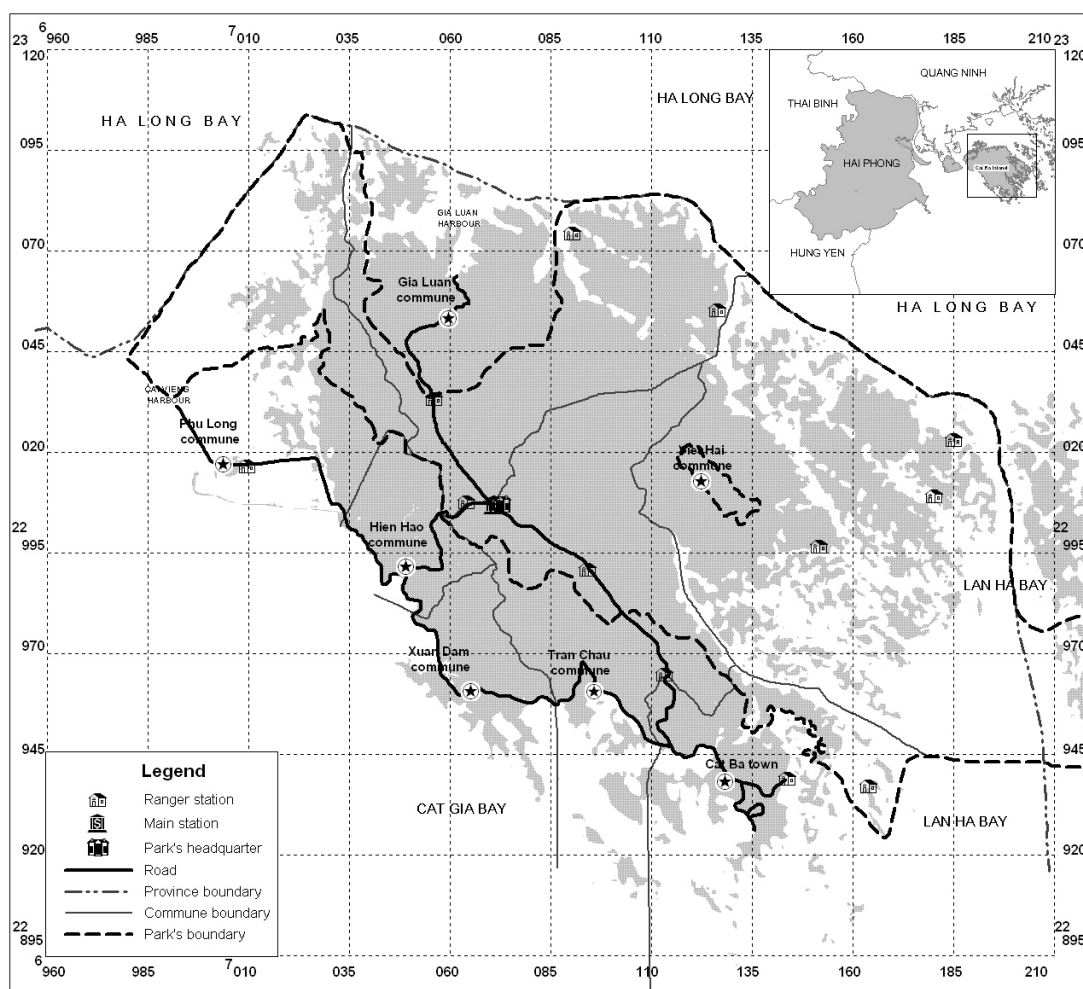 6
7
23
960
985
010
035
060
085
110
135
160
185
210
23
120
120
HA LONG BAY
QUANG NINH
THAI BINH
HAI PHONG
Cat Ba Island
HUNG YEN
HA LONG BAY
095
095
GIA LUAN
HARBOUR
070
070
Gia Luan
commune
HA LONG BAY
045
045
HARBOUR
Phu Long
commune
020
020
Viet Hai
commune
22
22
Hien Hao
commune
995
995
LAN HA BAY
970
970
Xuan Dam
commune
Tran Chau
commune
945
945
Cat Ba town
Legend
Ranger station
Main station
Park's headquarter
Road
Province boundary
Commune boundary
Park's boundary
CAT GIA BAY
LAN HA BAY
920
920
22
22
895
895
6
7
960
985
010
035
060
085
110
135
160
185
210